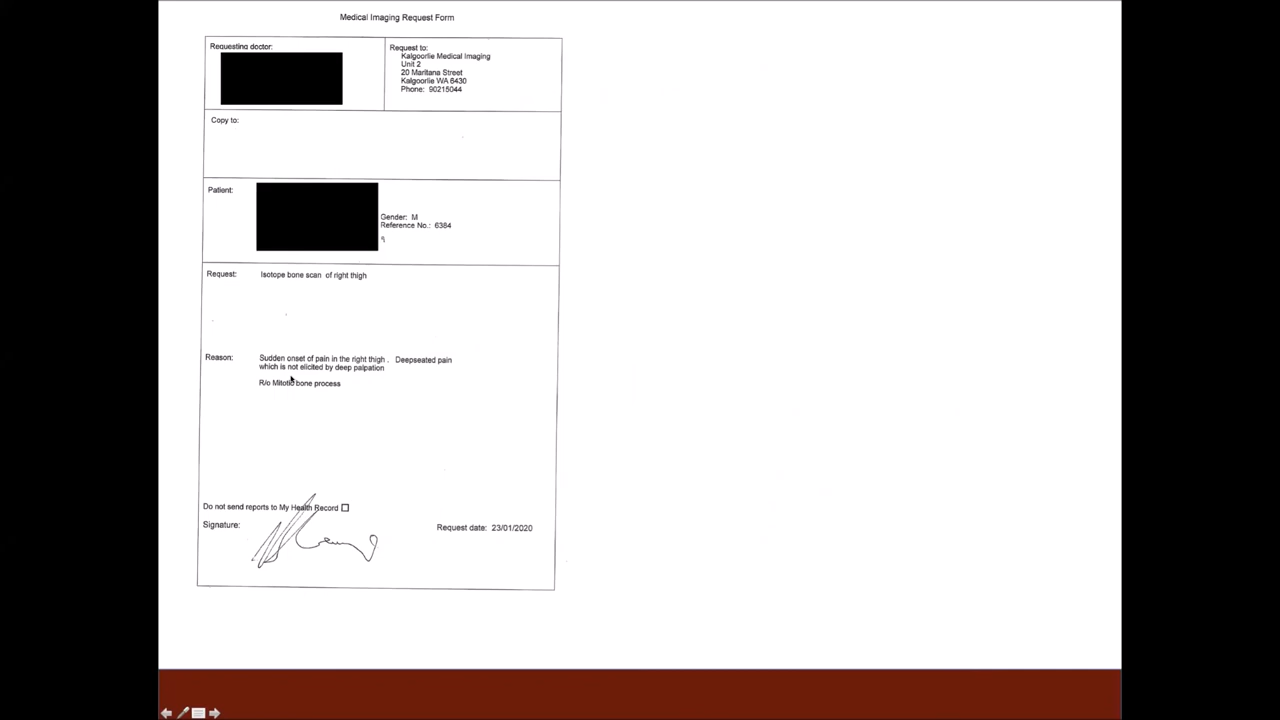 Medical Imaging Request Form
Requesting doctor:
Request to:
Kalgoorlie Medical Imaging
Unit 2
20 Maritana Street
Kalgoorlie WA 6430
Phone: 90215044
Copy to:
Patient:
Gender: M
Reference No.: 6384
Request: Isotope bone scan of right thigh
Reason: Sudden onset of pain in the right thigh . Deepseated pain
which is not elicited by deep palpation
R/o Mitotic bone process
Do not send reports to My Health Record
Signature:
Request date: 23/01/2020